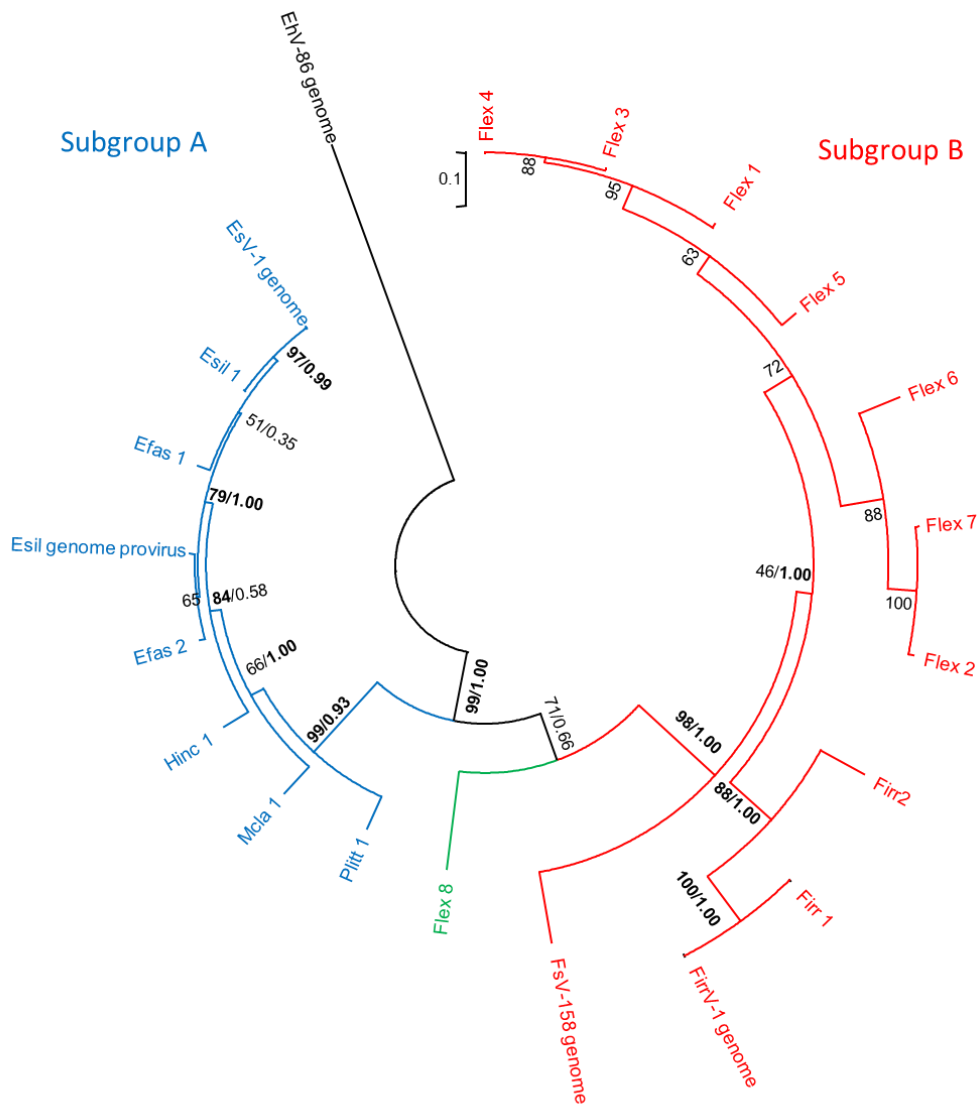 EhV-86 genome
Subgroup A
Subgroup B
0.1
Flex 4
88
Flex 3
95
Flex 1
63
Flex 5
72
Flex 6
88
Flex 7
100
Flex 2
46/1.00
EsV-1 genome
97/0.99
Esil 1
51/0.35
Efas 1
79/1.00
Esil genome provirus
65
84/0.58
Efas 2
66/1.00
Hinc 1
99/0.93
Mcla 1
Plitt 1
99/1.00
71/0.66
Flex 8
98/1.00
88/1.00
Firr2
100/1.00
Firr 1
FirrV-1 genome
FsV-158 genome